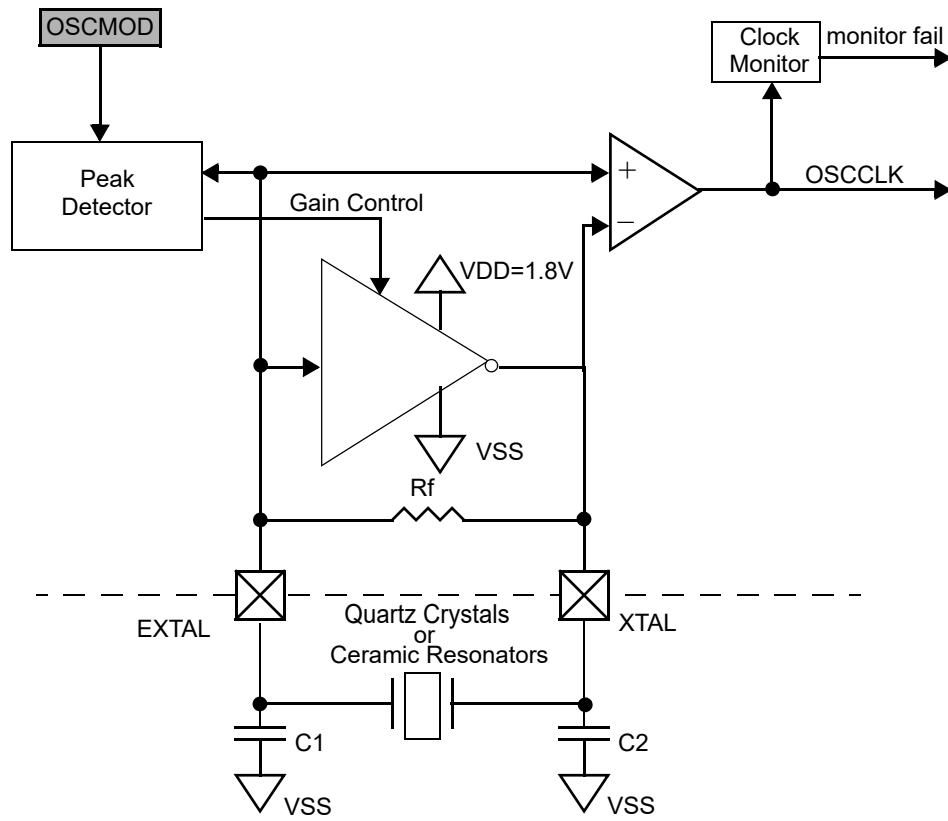 OSCMOD
Clock
Monitor
monitor fail
Peak
Detector
+
−
OSCCLK
Gain Control
VDD=1.8V
VSS
Rf
EXTAL
Quartz Crystals
or
Ceramic Resonators
XTAL
C1
C2
VSS
VSS